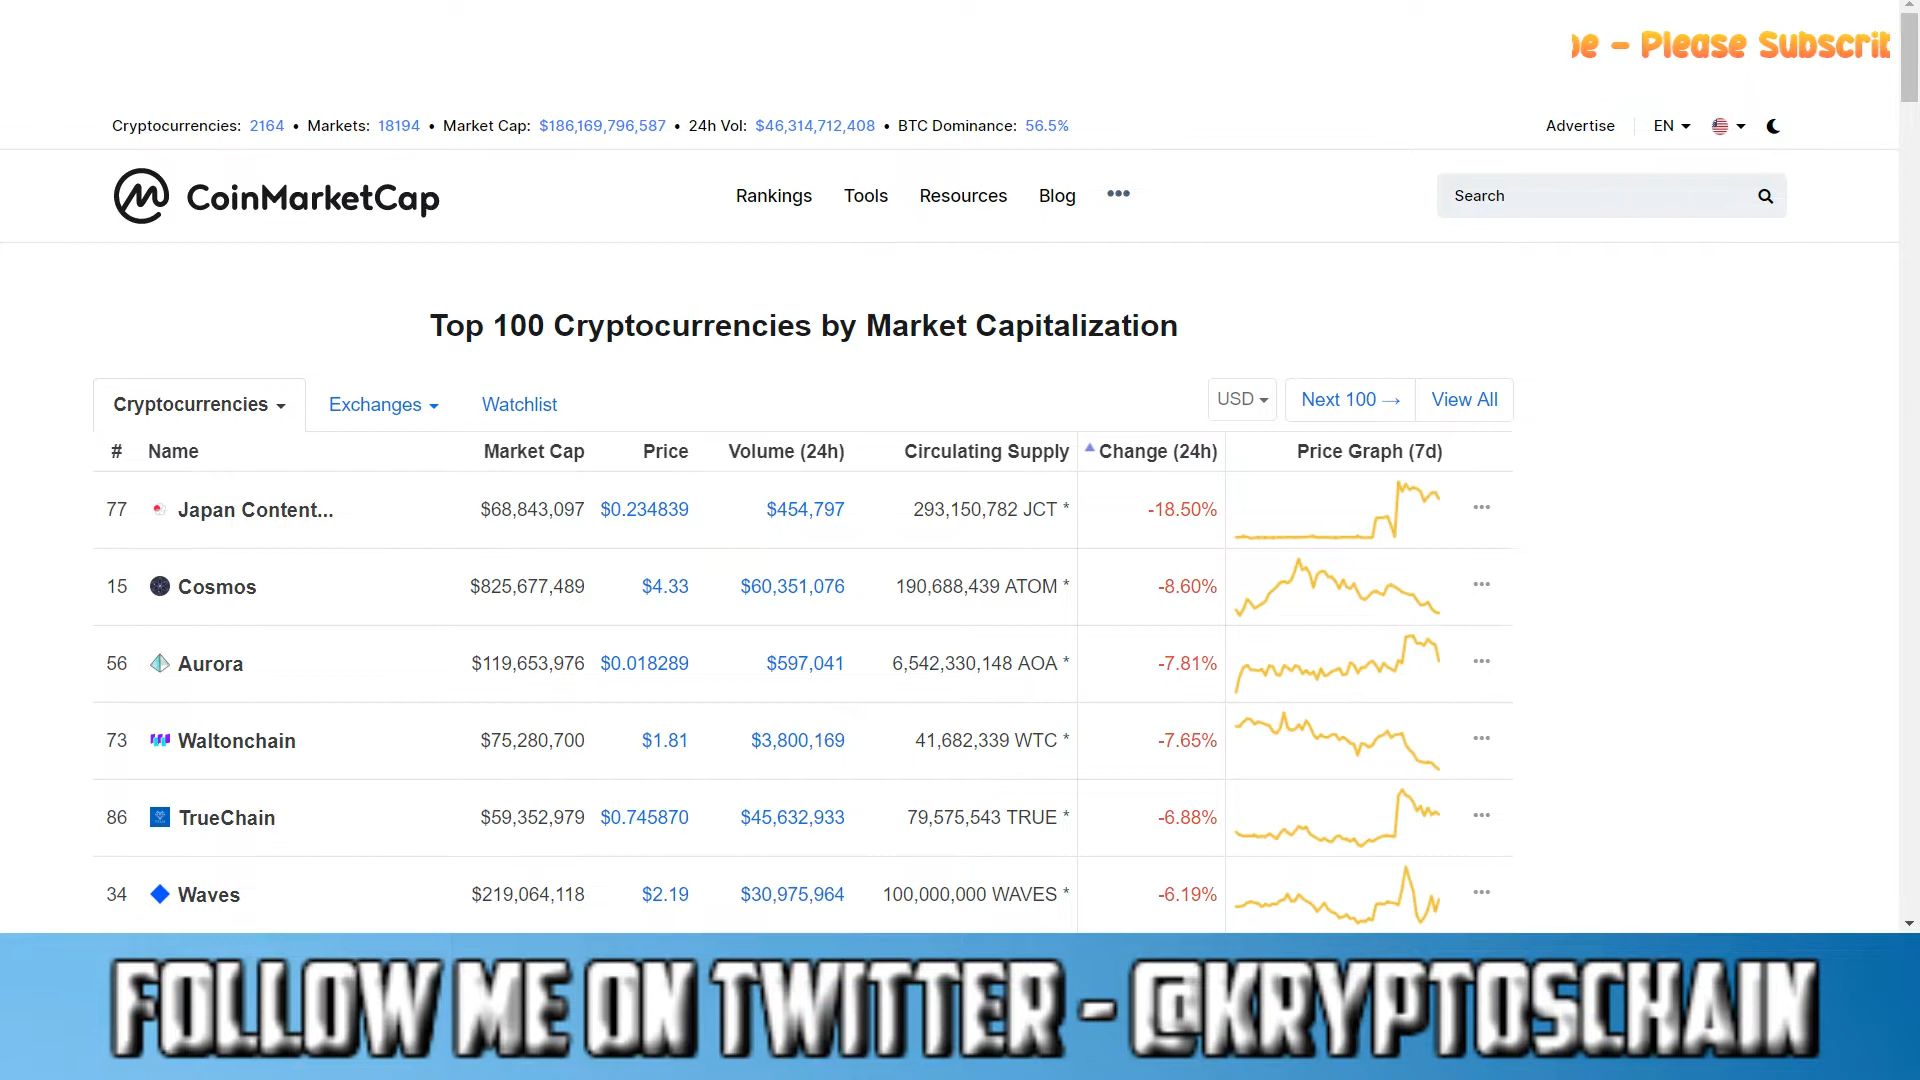 - Please Subscrib
Cryptocurrencies: 2164 • Markets: 18194 • Market Cap: $186,169,796,587 • 24h Vol: $46,314,712,408 • BTC Dominance: 56.5% Advertise EN
CoinMarketCap Rankings Tools Resources Blog ••• Search
Top 100 Cryptocurrencies by Market Capitalization
Cryptocurrencies Exchanges Watchlist USD Next 100 → View All
# Name Market Cap Price Volume (24h) Circulating Supply Change (24h) Price Graph (7d)
77 Japan Content... $68,843,097 $0.234839 $454,797 293,150,782 JCT * -18.50%
15 Cosmos $825,677,489 $4.33 $60,351,076 190,688,439 ATOM * -8.60%
56 Aurora $119,653,976 $0.018289 $597,041 6,542,330,148 AOA * -7.81%
73 Waltonchain $75,280,700 $1.81 $3,800,169 41,682,339 WTC * -7.65%
86 TrueChain $59,352,979 $0.745870 $45,632,933 79,575,543 TRUE * -6.88%
34 Waves $219,064,118 $2.19 $30,975,964 100,000,000 WAVES * -6.19%
FOLLOW ME ON TWITTER - @KRYPTOSCHAIN